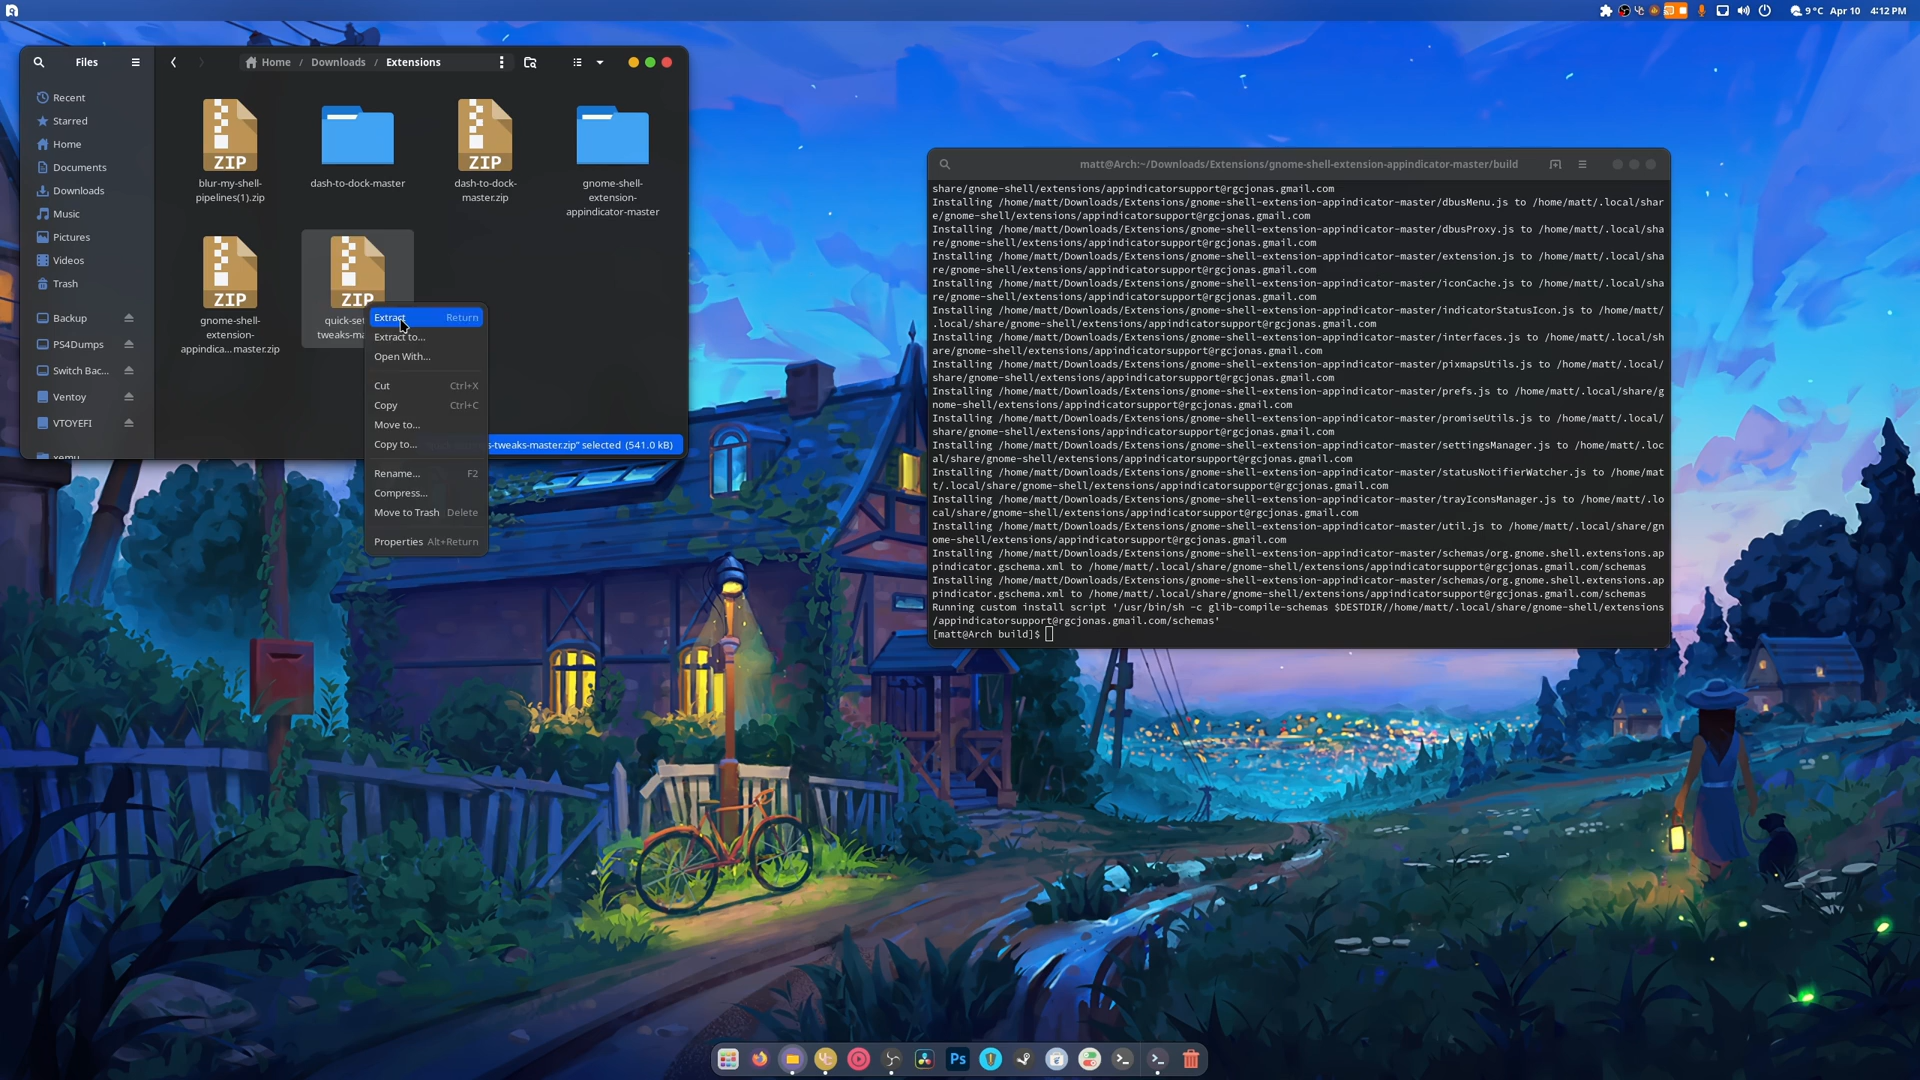 9 °C Apr 10 4:12 PM
Files
Home / Downloads / Extensions
Recent
Starred
Home
Documents
Downloads
Music
Pictures
Videos
Trash
Backup
PS4Dumps
Switch Bac...
Ventoy
VTOYEFI
xemu
ZIP
blur-my-shell-
pipelines(1).zip
dash-to-dock-master
ZIP
dash-to-dock-
master.zip
gnome-shell-
extension-
appindicator-master
ZIP
gnome-shell-
extension-
appindica...master.zip
ZIP
quick-set
tweaks-ma
Extract Return
Extract to...
Open With...
Cut Ctrl+X
Copy Ctrl+C
Move to...
Copy to...
Rename... F2
Compress...
Move to Trash Delete
Properties Alt+Return
s-tweaks-master.zip" selected (541.0 kB)
matt@Arch:~/Downloads/Extensions/gnome-shell-extension-appindicator-master/build
share/gnome-shell/extensions/appindicatorsupport@rgcjonas.gmail.com
Installing /home/matt/Downloads/Extensions/gnome-shell-extension-appindicator-master/dbusMenu.js to /home/matt/.local/shar
e/gnome-shell/extensions/appindicatorsupport@rgcjonas.gmail.com
Installing /home/matt/Downloads/Extensions/gnome-shell-extension-appindicator-master/dbusProxy.js to /home/matt/.local/sha
re/gnome-shell/extensions/appindicatorsupport@rgcjonas.gmail.com
Installing /home/matt/Downloads/Extensions/gnome-shell-extension-appindicator-master/extension.js to /home/matt/.local/sha
re/gnome-shell/extensions/appindicatorsupport@rgcjonas.gmail.com
Installing /home/matt/Downloads/Extensions/gnome-shell-extension-appindicator-master/iconCache.js to /home/matt/.local/sha
re/gnome-shell/extensions/appindicatorsupport@rgcjonas.gmail.com
Installing /home/matt/Downloads/Extensions/gnome-shell-extension-appindicator-master/indicatorStatusIcon.js to /home/matt/
.local/share/gnome-shell/extensions/appindicatorsupport@rgcjonas.gmail.com
Installing /home/matt/Downloads/Extensions/gnome-shell-extension-appindicator-master/interfaces.js to /home/matt/.local/sh
are/gnome-shell/extensions/appindicatorsupport@rgcjonas.gmail.com
Installing /home/matt/Downloads/Extensions/gnome-shell-extension-appindicator-master/pixmapsUtils.js to /home/matt/.local/
share/gnome-shell/extensions/appindicatorsupport@rgcjonas.gmail.com
Installing /home/matt/Downloads/Extensions/gnome-shell-extension-appindicator-master/prefs.js to /home/matt/.local/share/g
nome-shell/extensions/appindicatorsupport@rgcjonas.gmail.com
Installing /home/matt/Downloads/Extensions/gnome-shell-extension-appindicator-master/promiseUtils.js to /home/matt/.local/
share/gnome-shell/extensions/appindicatorsupport@rgcjonas.gmail.com
Installing /home/matt/Downloads/Extensions/gnome-shell-extension-appindicator-master/settingsManager.js to /home/matt/.loc
al/share/gnome-shell/extensions/appindicatorsupport@rgcjonas.gmail.com
Installing /home/matt/Downloads/Extensions/gnome-shell-extension-appindicator-master/statusNotifierWatcher.js to /home/mat
t/.local/share/gnome-shell/extensions/appindicatorsupport@rgcjonas.gmail.com
Installing /home/matt/Downloads/Extensions/gnome-shell-extension-appindicator-master/trayIconsManager.js to /home/matt/.lo
cal/share/gnome-shell/extensions/appindicatorsupport@rgcjonas.gmail.com
Installing /home/matt/Downloads/Extensions/gnome-shell-extension-appindicator-master/util.js to /home/matt/.local/share/gn
ome-shell/extensions/appindicatorsupport@rgcjonas.gmail.com
Installing /home/matt/Downloads/Extensions/gnome-shell-extension-appindicator-master/schemas/org.gnome.shell.extensions.ap
pindicator.gschema.xml to /home/matt/.local/share/gnome-shell/extensions/appindicatorsupport@rgcjonas.gmail.com/schemas
Installing /home/matt/Downloads/Extensions/gnome-shell-extension-appindicator-master/schemas/org.gnome.shell.extensions.ap
pindicator.gschema.xml to /home/matt/.local/share/gnome-shell/extensions/appindicatorsupport@rgcjonas.gmail.com/schemas
Running custom install script '/usr/bin/sh -c glib-compile-schemas $DESTDIR//home/matt/.local/share/gnome-shell/extensions
/appindicatorsupport@rgcjonas.gmail.com/schemas'
[matt@Arch build]$
Ps